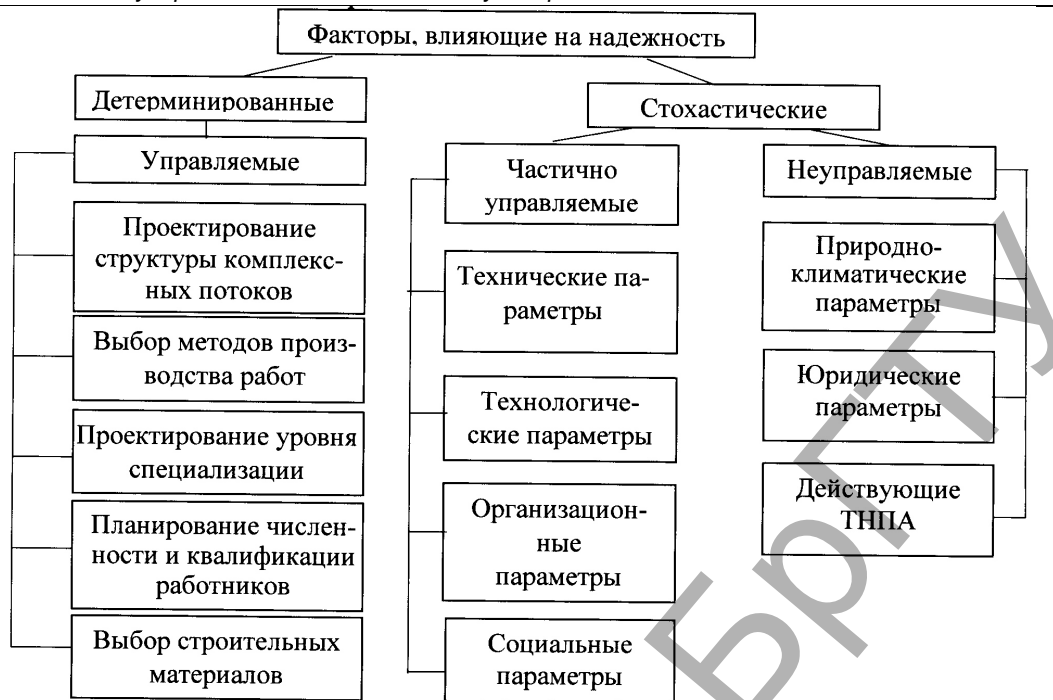 Факторы, влияющие на надежность
Детерминированные
Стохастические
Управляемые
Проектирование
структуры комплекс-
ных потоков
Выбор методов произ-
водства работ
Проектирование уровня
специализации
Планирование числен-
ности и квалификации
работников
Выбор строительных
материалов
Частично
управляемые
Технические па-
раметры
Технологиче-
ские параметры
Организацион-
ные
параметры
Социальные
параметры
Неуправляемые
Природно-
климатические
параметры
Юридические
параметры
Действующие
ТНПА
БрГТУ